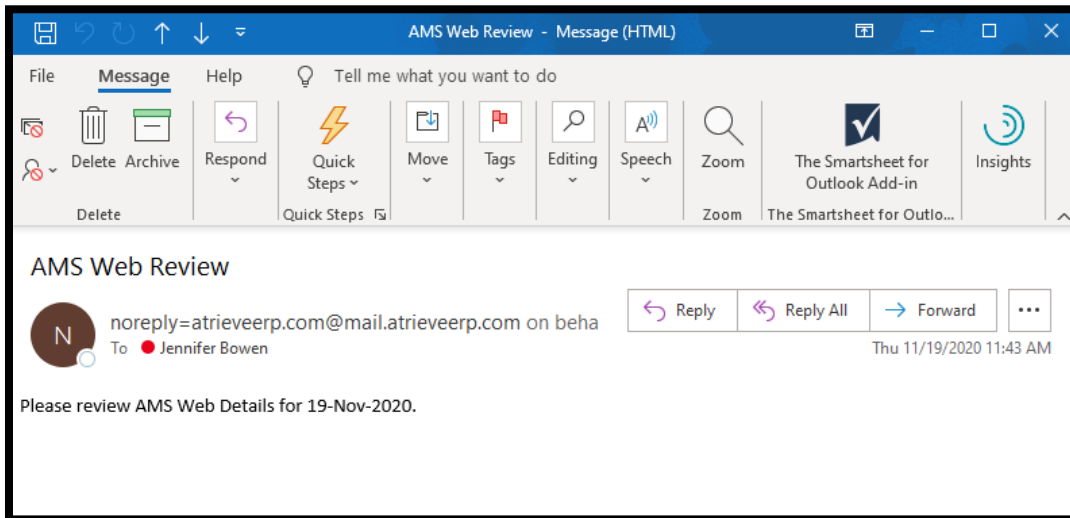 AMS Web Review - Message (HTML)
File Message Help Tell me what you want to do
Delete Archive Respond Quick Steps Move Tags Editing Speech Zoom The Smartsheet for Outlook Add-in Insights
Delete Quick Steps Zoom The Smartsheet for Outlo...
AMS Web Review
N
noreply=atrieveerp.com@mail.atrieveerp.com on beha
Reply Reply All Forward ...
To Jennifer Bowen
Thu 11/19/2020 11:43 AM
Please review AMS Web Details for 19-Nov-2020.